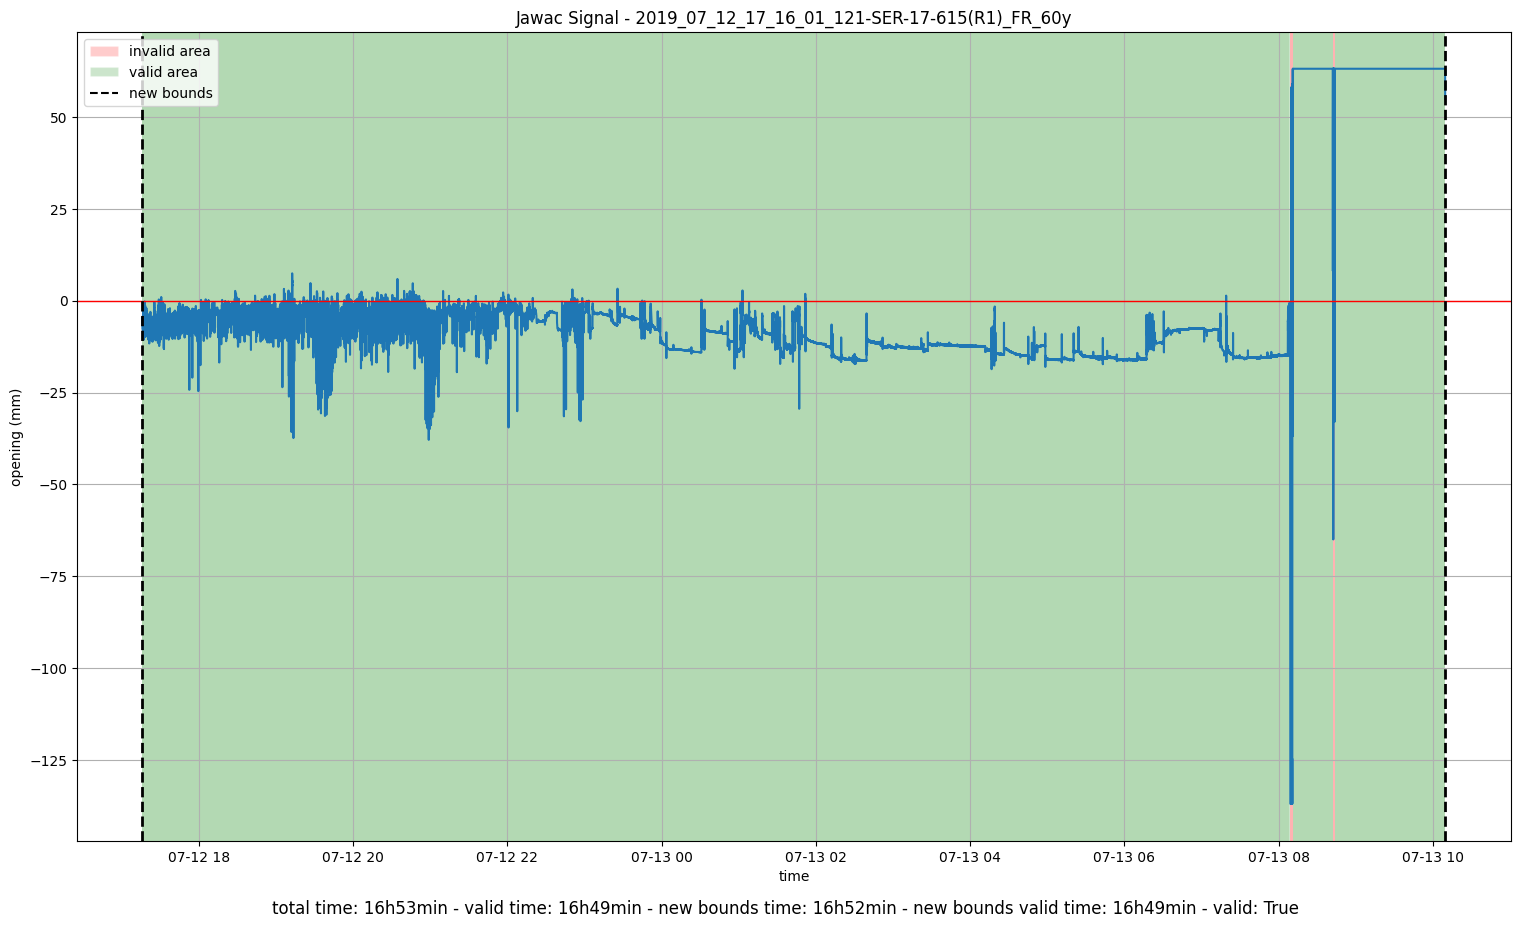 Jawac Signal - 2019_07_12_17_16_01_121-SER-17-615(R1)_FR_60y
invalid area
valid area
new bounds
opening (mm)
50
25
0
−25
−50
−75
−100
−125
07-12 18
07-12 20
07-12 22
07-13 00
07-13 02
07-13 04
07-13 06
07-13 08
07-13 10
time
total time: 16h53min - valid time: 16h49min - new bounds time: 16h52min - new bounds valid time: 16h49min - valid: True